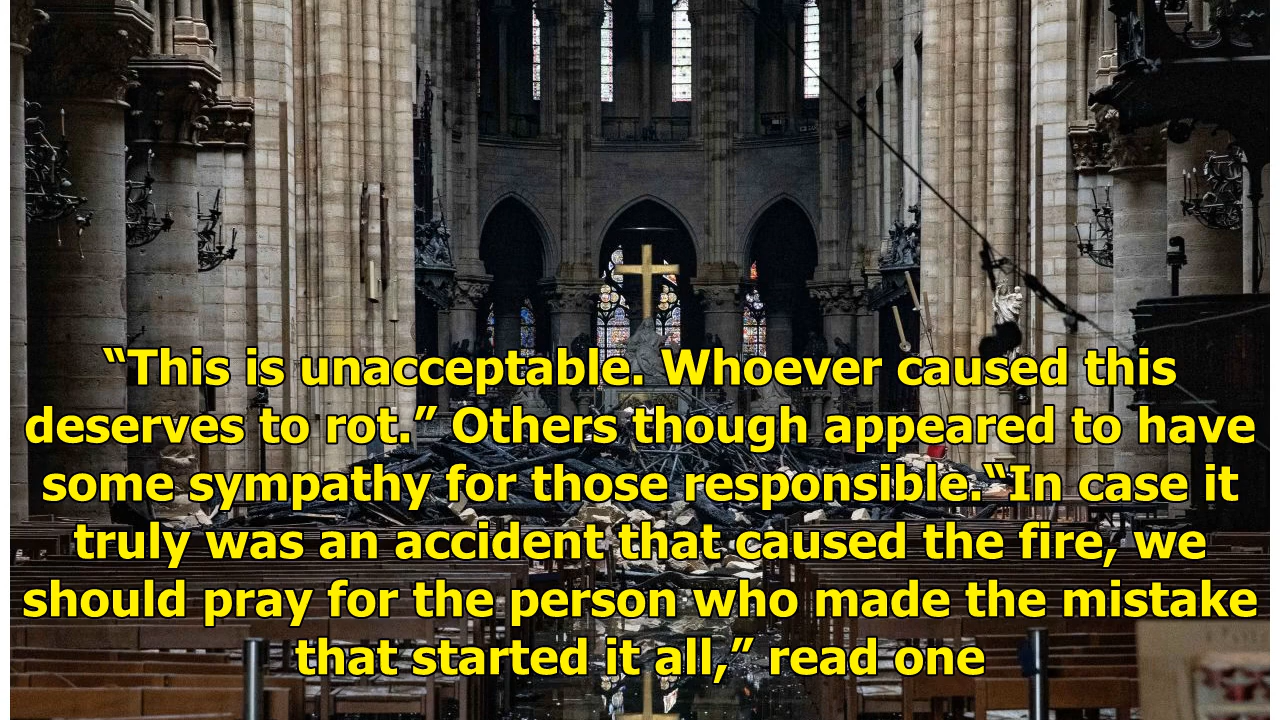 “This is unacceptable. Whoever caused this
deserves to rot.” Others though appeared to have
some sympathy for those responsible.“In case it
truly was an accident that caused the fire, we
should pray for the person who made the mistake
that started it all,” read one